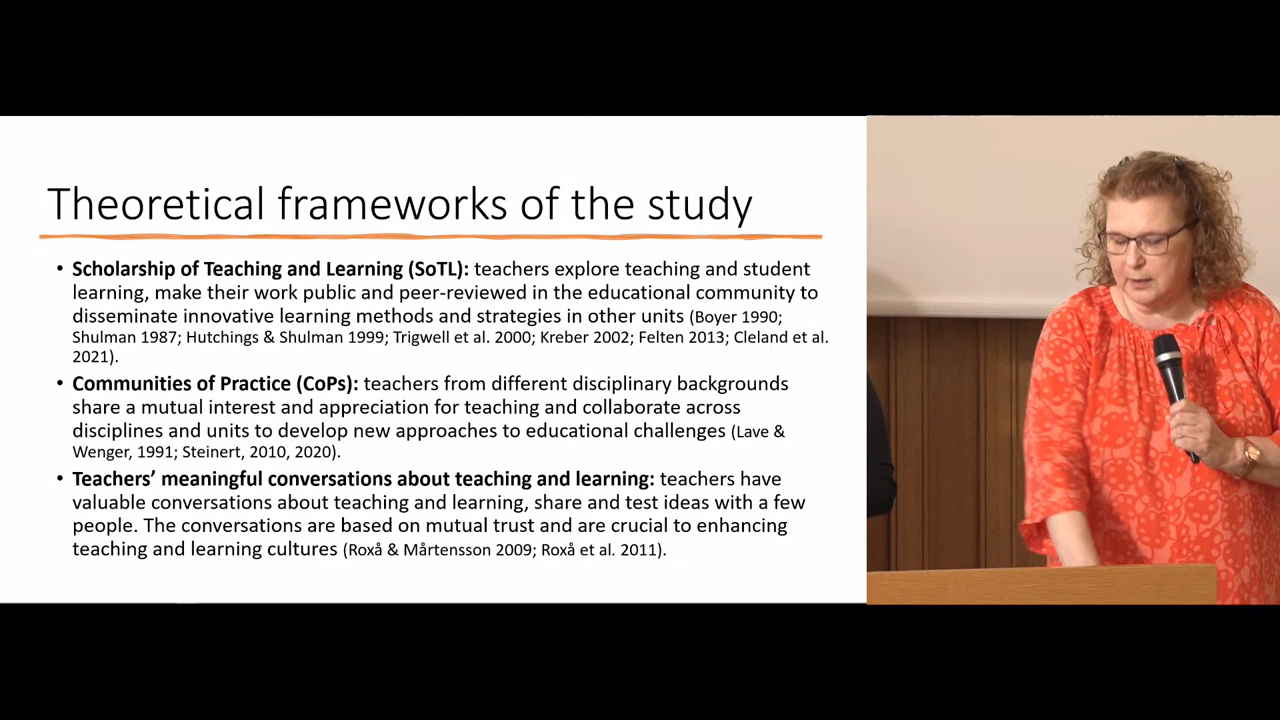 Theoretical frameworks of the study
• Scholarship of Teaching and Learning (SoTL): teachers explore teaching and student
learning, make their work public and peer-reviewed in the educational community to
disseminate innovative learning methods and strategies in other units (Boyer 1990;
Shulman 1987; Hutchings & Shulman 1999; Trigwell et al. 2000; Kreber 2002; Felten 2013; Cleland et al.
2021).
• Communities of Practice (CoPs): teachers from different disciplinary backgrounds
share a mutual interest and appreciation for teaching and collaborate across
disciplines and units to develop new approaches to educational challenges (Lave &
Wenger, 1991; Steinert, 2010, 2020).
• Teachers’ meaningful conversations about teaching and learning: teachers have
valuable conversations about teaching and learning, share and test ideas with a few
people. The conversations are based on mutual trust and are crucial to enhancing
teaching and learning cultures (Roxå & Mårtensson 2009; Roxå et al. 2011).